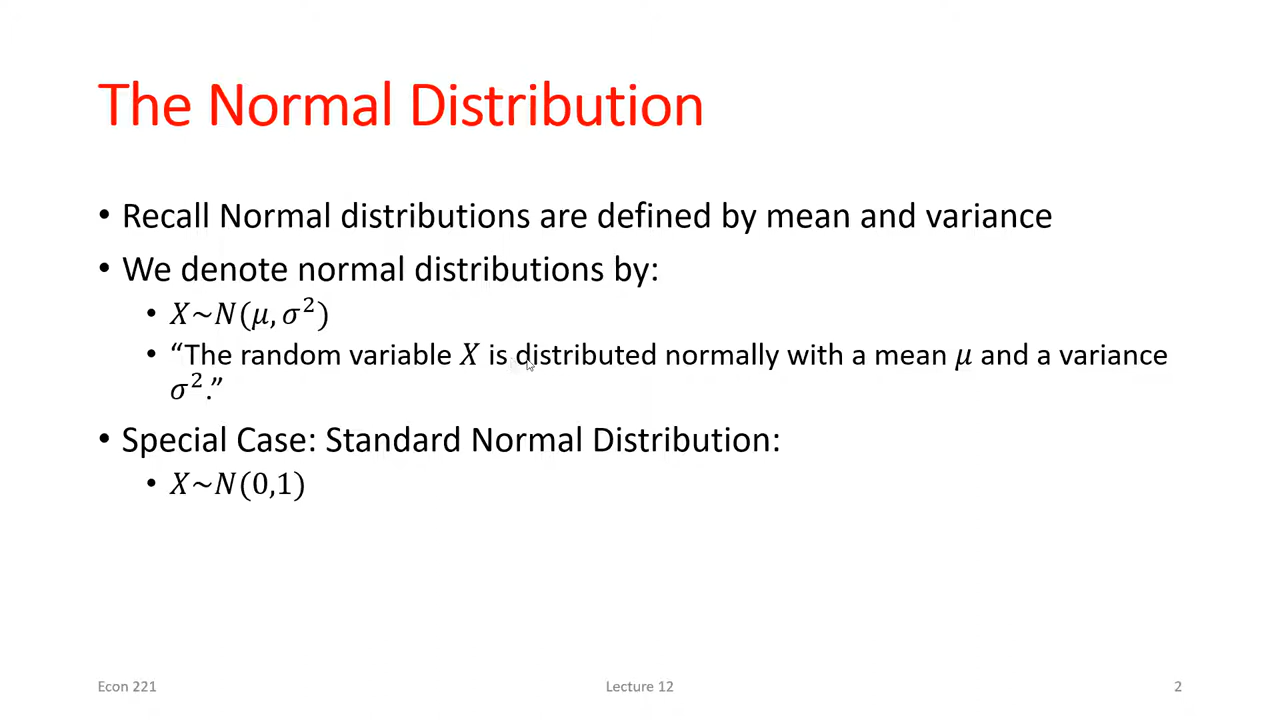 The Normal Distribution
• Recall Normal distributions are defined by mean and variance
• We denote normal distributions by:
• X~N(μ, σ²)
• “The random variable X is distributed normally with a mean μ and a variance
σ².”
• Special Case: Standard Normal Distribution:
• X~N(0,1)
Econ 221
Lecture 12
2